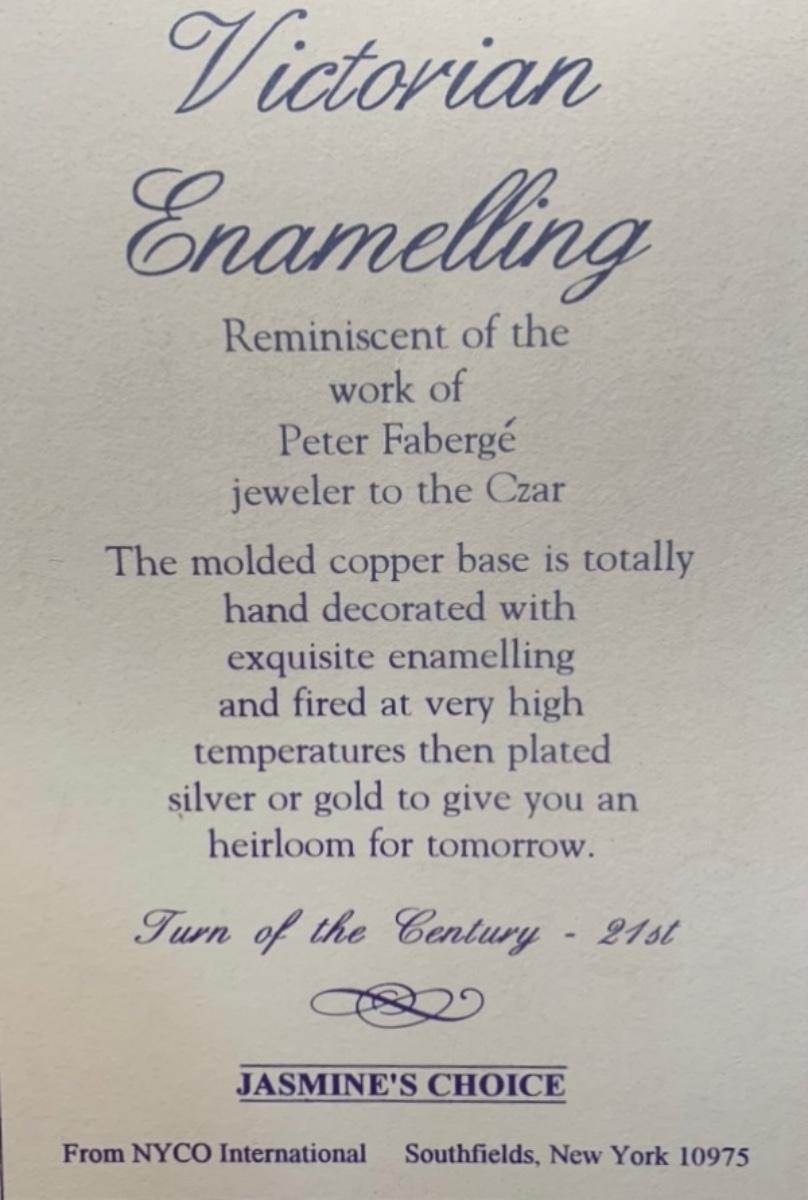 Victorian
Enamelling
Reminiscent of the
work of
Peter Fabergé
jeweler to the Czar
The molded copper base is totally
hand decorated with
exquisite enamelling
and fired at very high
temperatures then plated
silver or gold to give you an
heirloom for tomorrow.
Turn of the Century - 21st
JASMINE'S CHOICE
From NYCO International Southfields, New York 10975